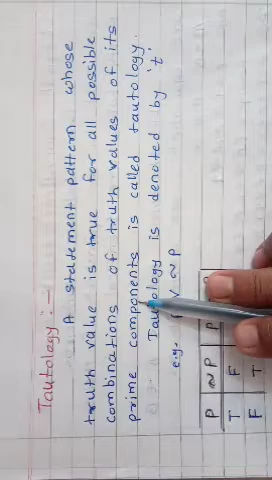 Tautology :-
A statement pattern whose
truth value is true for all possible
combinations of truth values of its
prime components is called tautology.
Tautology is denoted by 't'
e.g. ∨ ~P
P ~P P
T F
F T